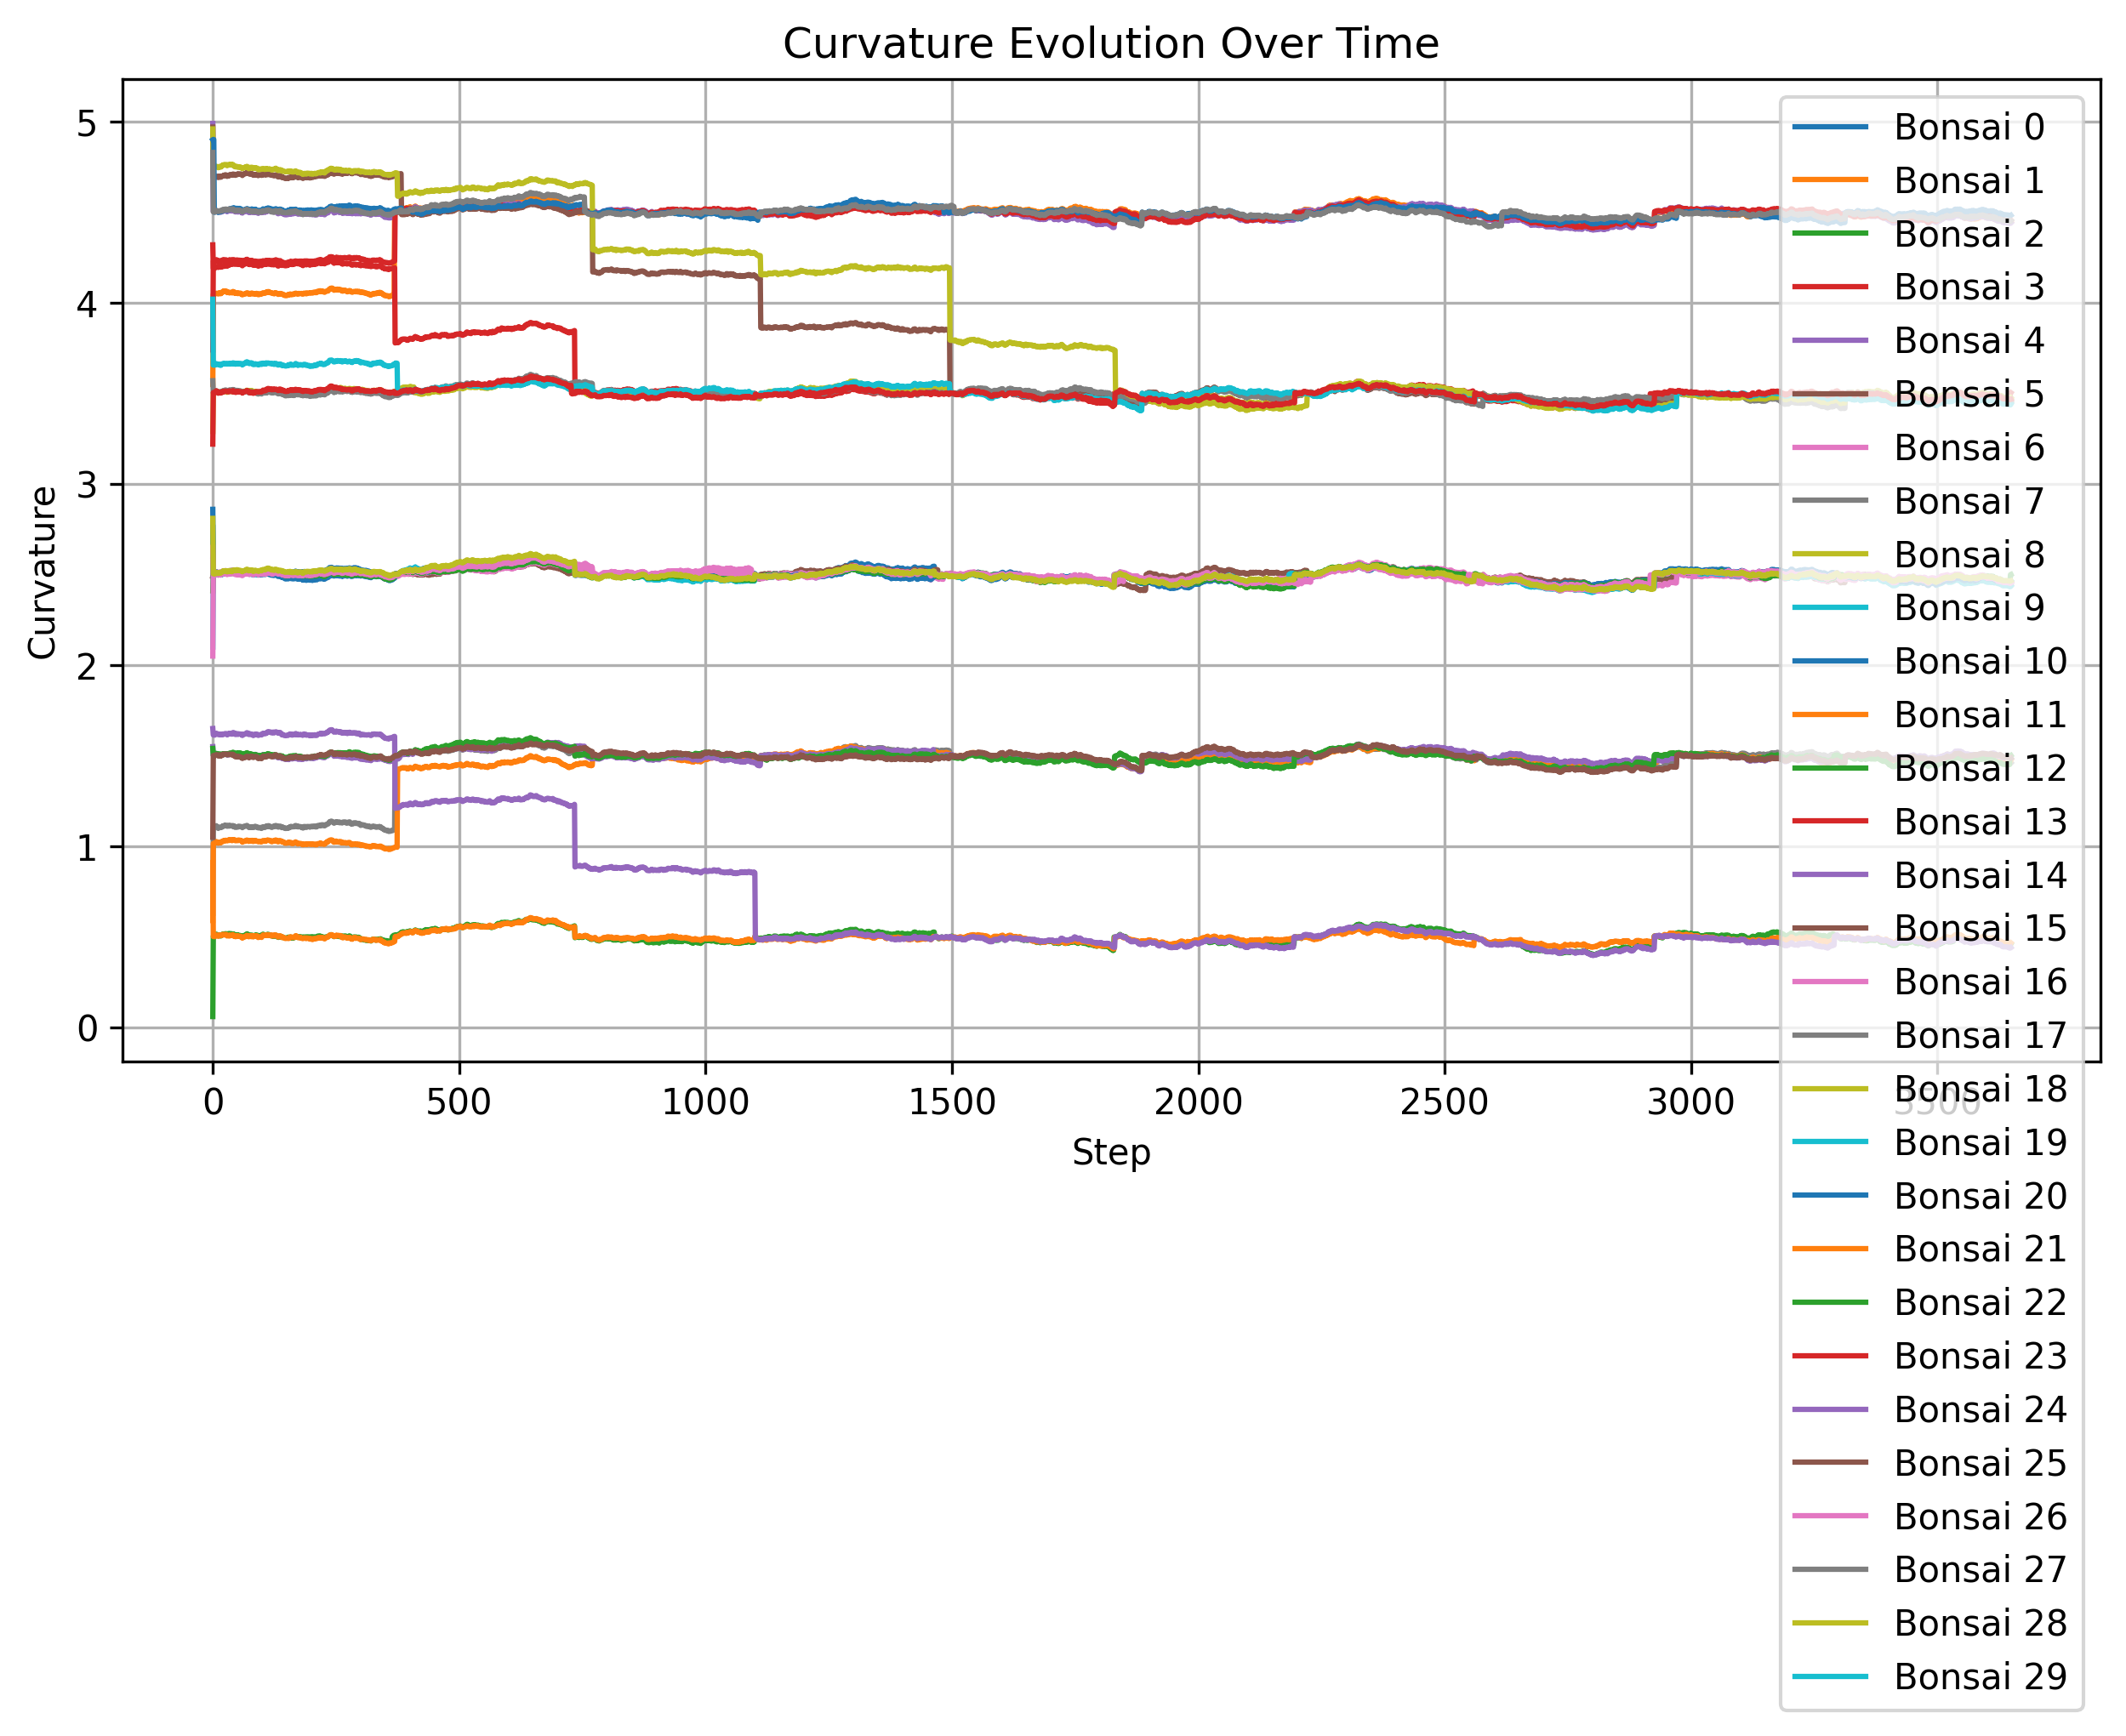 Curvature Evolution Over Time
Curvature
5
4
3
2
1
0
0 500 1000 1500 2000 2500 3000 3500
Step
Bonsai 0
Bonsai 1
Bonsai 2
Bonsai 3
Bonsai 4
Bonsai 5
Bonsai 6
Bonsai 7
Bonsai 8
Bonsai 9
Bonsai 10
Bonsai 11
Bonsai 12
Bonsai 13
Bonsai 14
Bonsai 15
Bonsai 16
Bonsai 17
Bonsai 18
Bonsai 19
Bonsai 20
Bonsai 21
Bonsai 22
Bonsai 23
Bonsai 24
Bonsai 25
Bonsai 26
Bonsai 27
Bonsai 28
Bonsai 29